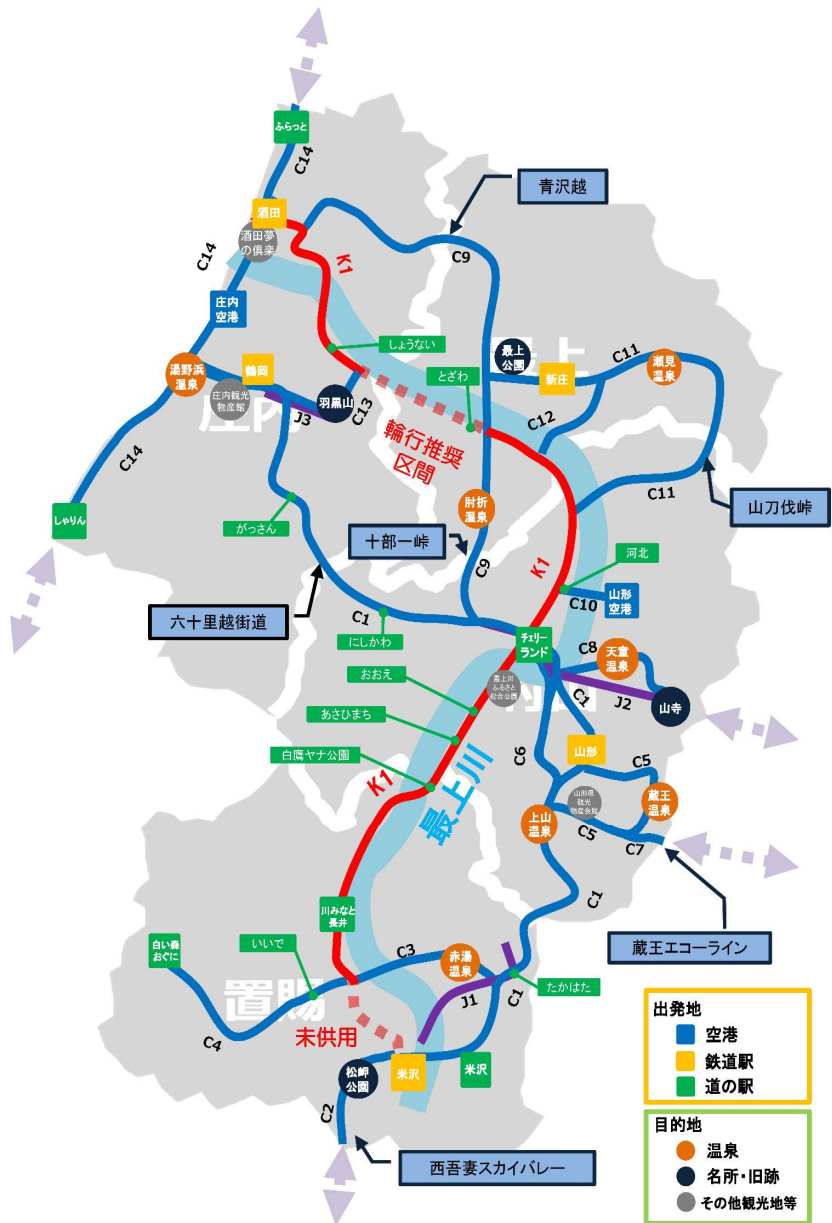 ふらっと
C14
酒田
酒田夢
の倶楽
C14
K1
青沢越
C9
庄内
空港
しょうない
最上
公園
最上
C11
瀬見
温泉
新庄
とざわ
湯野浜
温泉
鶴岡
庄内観光
物産館
庄内
J3
羽黒山
C13
C12
輪行推奨
区間
C11
山刀伐峠
C14
しゃりん
がっさん
肘折
温泉
十部一峠
C9
K1
河北
C10
山形
空港
六十里越街道
C1
にしかわ
チェリー
ランド
C8
天童
温泉
おおえ
最上川
ふるさと
総合公園
村山
C1
J2
山寺
あさひまち
白鷹ヤナ公園
C6
山形
C5
K1
最上川
山形県
観光
物産会館
蔵王
温泉
上山
温泉
C5
C7
C1
蔵王エコーライン
川みなと
長井
白い森
おぐに
いいで
C3
赤湯
温泉
置賜
J1
C1
たかはた
C4
未供用
松岬
公園
米沢
米沢
C2
西吾妻スカイバレー
出発地
空港
鉄道駅
道の駅
目的地
温泉
名所・旧跡
その他観光地等